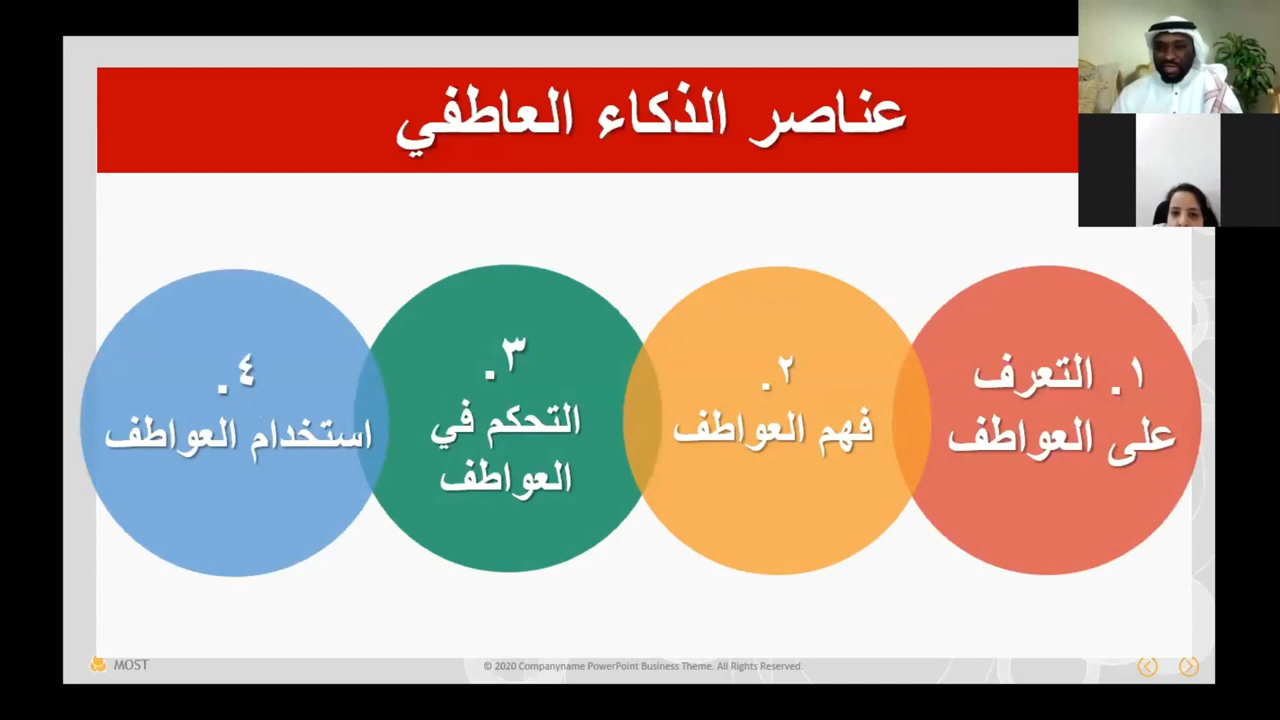 عناصر الذكاء العاطفي
١. التعرف
على العواطف
٢.
فهم العواطف
٣.
التحكم في
العواطف
٤.
استخدام العواطف
MOST
© 2020 Companyname PowerPoint Business Theme. All Rights Reserved.